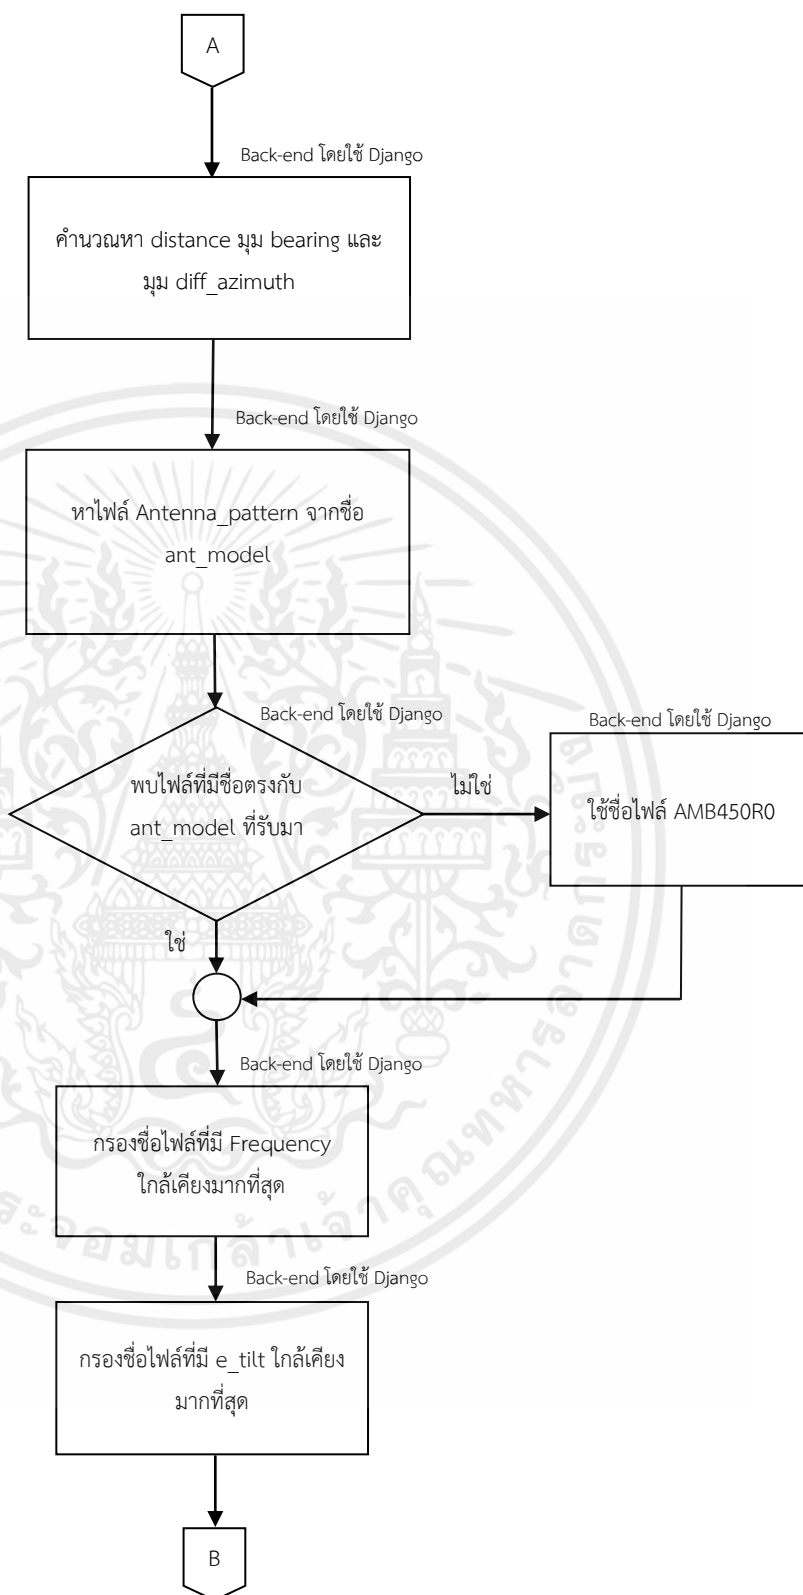 A
Back-end โดยใช้ Django
คำนวณหา distance มุม bearing และ
มุม diff_azimuth
Back-end โดยใช้ Django
หาไฟล์ Antenna_pattern จากชื่อ
ant_model
Back-end โดยใช้ Django
พบไฟล์ที่มีชื่อตรงกับ
ant_model ที่รับมา
ไม่ใช่
Back-end โดยใช้ Django
ใช้ชื่อไฟล์ AMB450R0
ใช่
Back-end โดยใช้ Django
กรองชื่อไฟล์ที่มี Frequency
ใกล้เคียงมากที่สุด
Back-end โดยใช้ Django
กรองชื่อไฟล์ที่มี e_tilt ใกล้เคียง
มากที่สุด
B